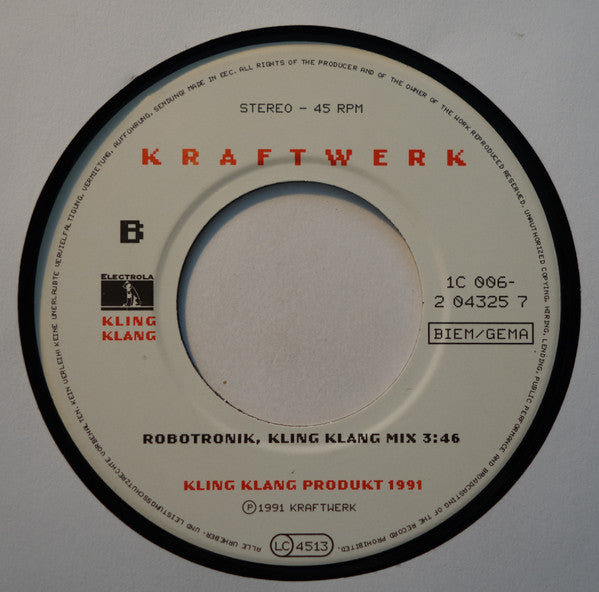 STEREO – 45 RPM
KRAFTWERK
B
ELECTROLA
KLING
KLANG
1C 006-
2 04325 7
BIEM/GEMA
ROBOTRONIK, KLING KLANG MIX 3:46
KLING KLANG PRODUKT 1991
Ⓟ1991 KRAFTWERK
LC 4513
ALLE URHEBER- UND LEISTUNGSSCHUTZRECHTE VORBEHALTEN. KEIN VERLEIH! KEINE UNERLAUBTE VERVIELFÄLTIGUNG, VERMIETUNG, AUFFÜHRUNG, SENDUNG! MADE IN EEC. ALL RIGHTS OF THE PRODUCER AND OF THE OWNER OF THE WORK REPRODUCED RESERVED. UNAUTHORIZED COPYING, HIRING, LENDING, PUBLIC PERFORMANCE AND BROADCASTING OF THE RECORD PROHIBITED.